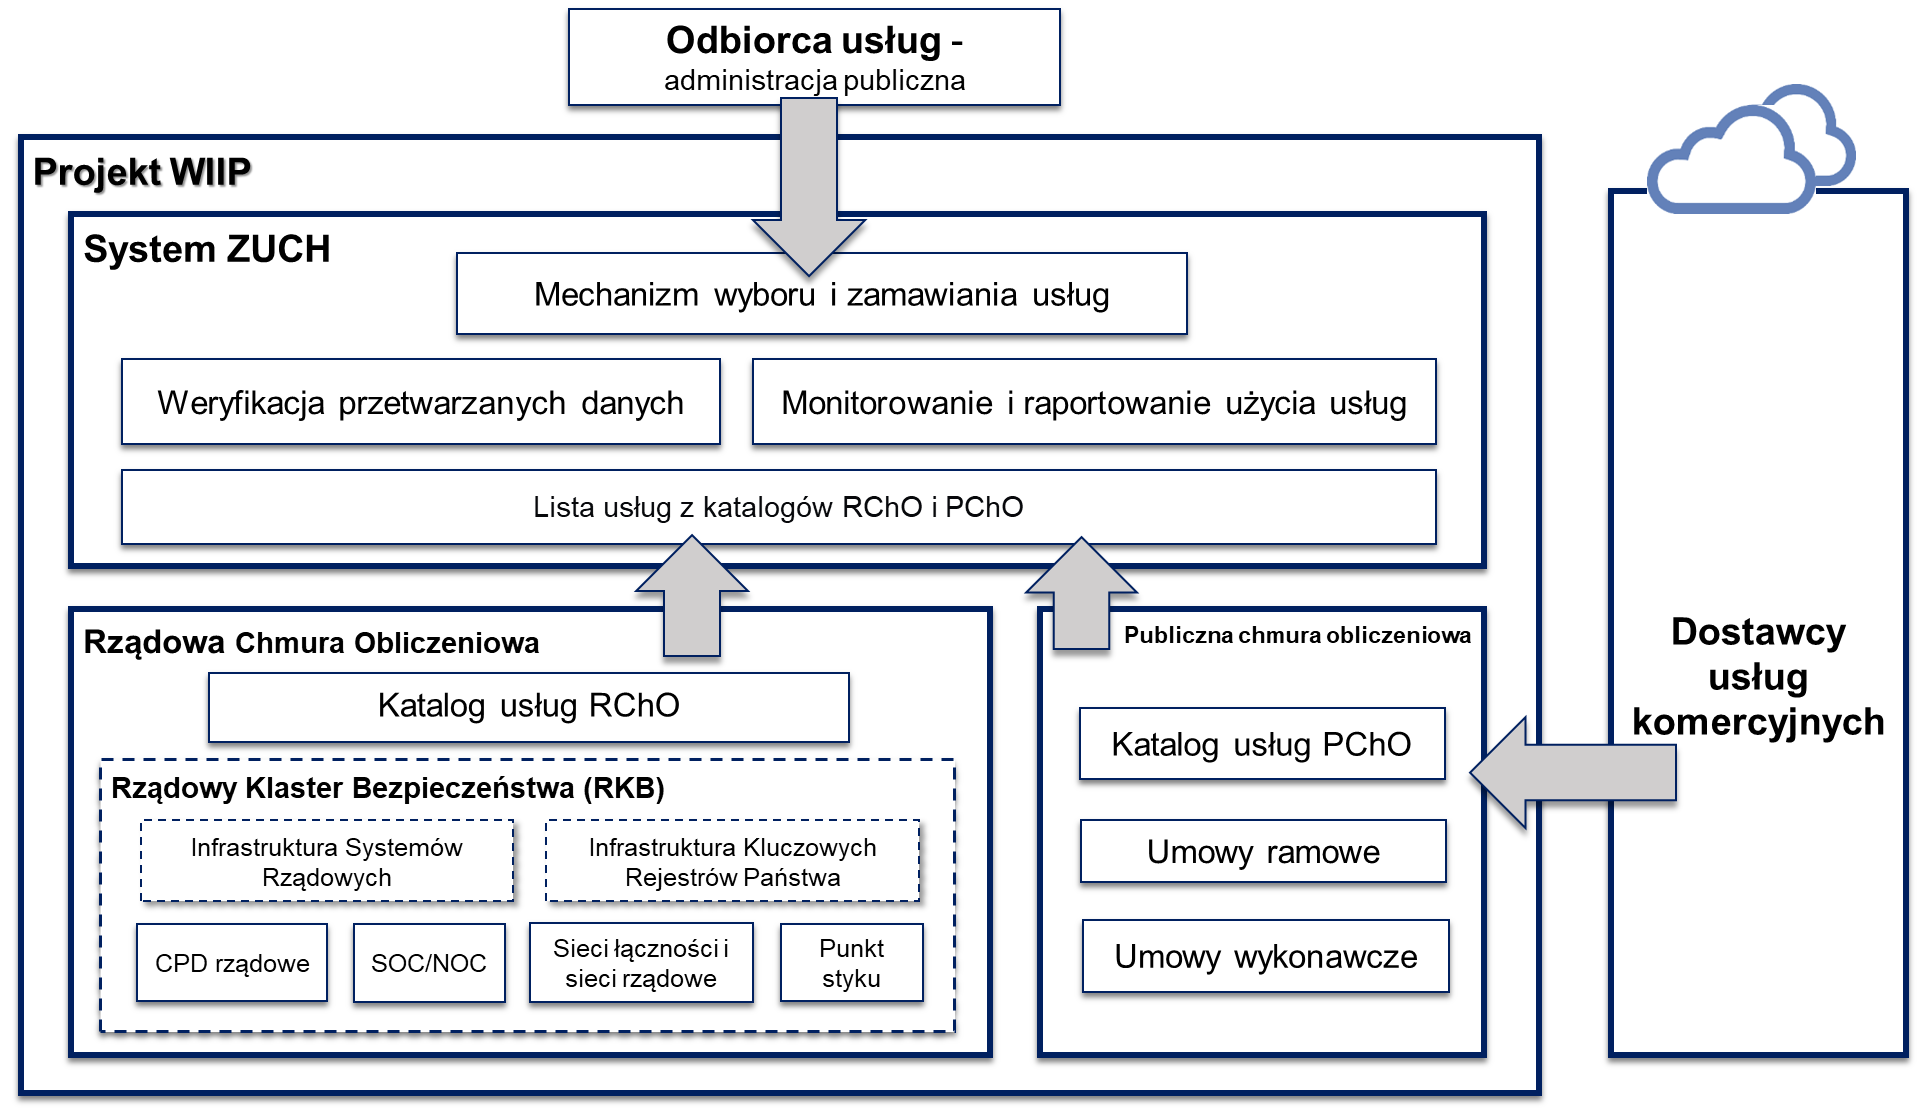 Odbiorca usług -
administracja publiczna
Projekt WIIP
System ZUCH
Mechanizm wyboru i zamawiania usług
Weryfikacja przetwarzanych danych
Monitorowanie i raportowanie użycia usług
Lista usług z katalogów RChO i PChO
Rządowa Chmura Obliczeniowa
Katalog usług RChO
Rządowy Klaster Bezpieczeństwa (RKB)
Infrastruktura Systemów
Rządowych
Infrastruktura Kluczowych
Rejestrów Państwa
CPD rządowe
SOC/NOC
Sieci łączności i
sieci rządowe
Punkt
styku
Publiczna chmura obliczeniowa
Katalog usług PChO
Umowy ramowe
Umowy wykonawcze
Dostawcy
usług
komercyjnych